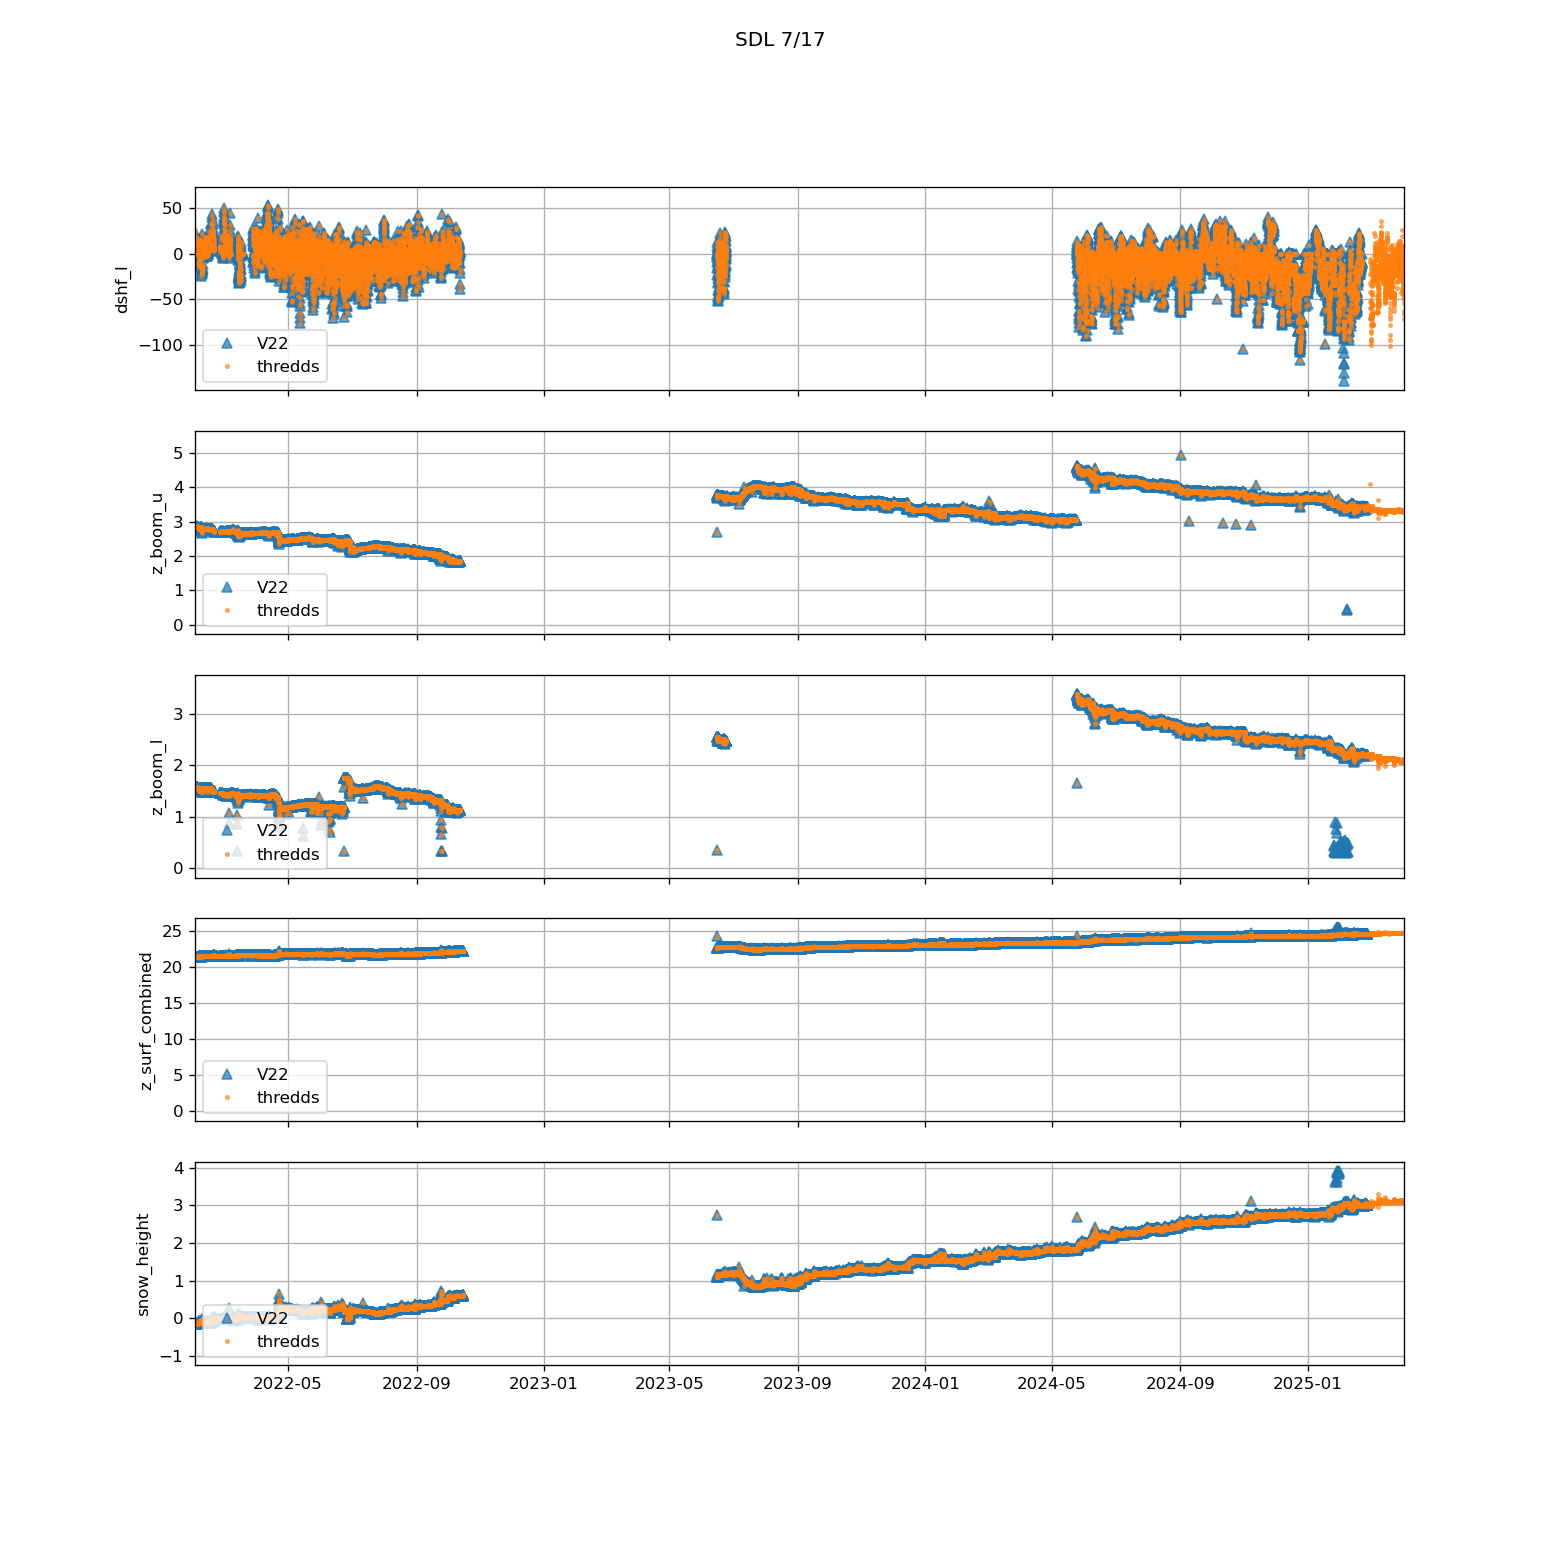 SDL 7/17
dshf_l
50
0
−50
−100
V22
thredds
z_boom_u
5
4
3
2
1
0
V22
thredds
z_boom_l
3
2
1
0
V22
thredds
z_surf_combined
25
20
15
10
5
0
V22
thredds
snow_height
4
3
2
1
0
−1
V22
thredds
2022-05 2022-09 2023-01 2023-05 2023-09 2024-01 2024-05 2024-09 2025-01